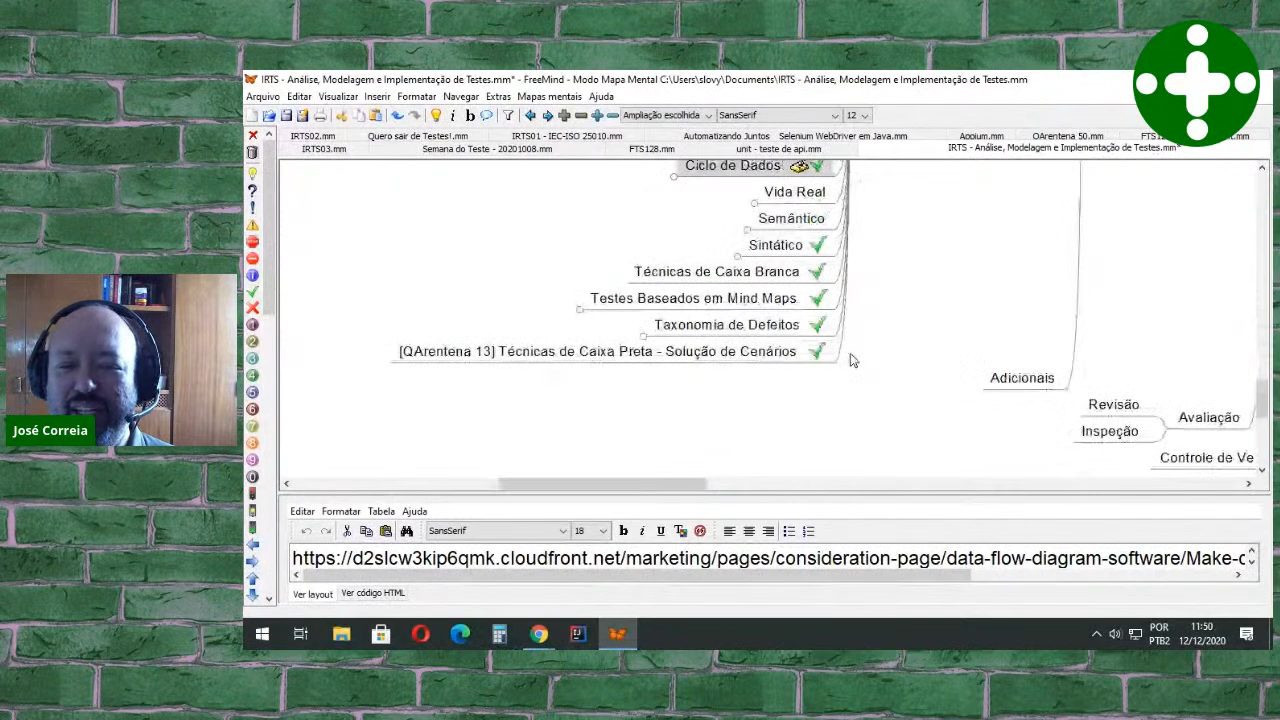 IRTS - Análise, Modelagem e Implementação de Testes.mm* - FreeMind - Modo Mapa Mental C:\Users\slovy\Documents\IRTS - Análise, Modelagem e Implementação de Testes.mm)
Arquivo Editar Visualizar Inserir Formatar Navegar Extras Mapas mentais Ajuda
Ampliação escolhida SansSerif 12
IRTS02.mm Quero sair de Testes!.mm IRTS01 - IEC-ISO 25010.mm Automatizando Juntos Selenium WebDriver em Java.mm Appium.mm QArentena 50.mm
IRTS03.mm Semana do Teste - 20201008.mm FTS128.mm unit - teste de api.mm IRTS - Análise, Modelagem e Implementação de Testes.mm*
Ciclo de Dados
Vida Real
Semântico
Sintático
Técnicas de Caixa Branca
Testes Baseados em Mind Maps
Taxonomia de Defeitos
[QArentena 13] Técnicas de Caixa Preta - Solução de Cenários
Adicionais
Revisão
Avaliação
Inspeção
Controle de Ve
José Correia
Editar Formatar Tabela Ajuda
SansSerif 18
https://d2slcw3kip6qmk.cloudfront.net/marketing/pages/consideration-page/data-flow-diagram-software/Make-c
Ver layout Ver código HTML
POR 11:50
PTB2 12/12/2020